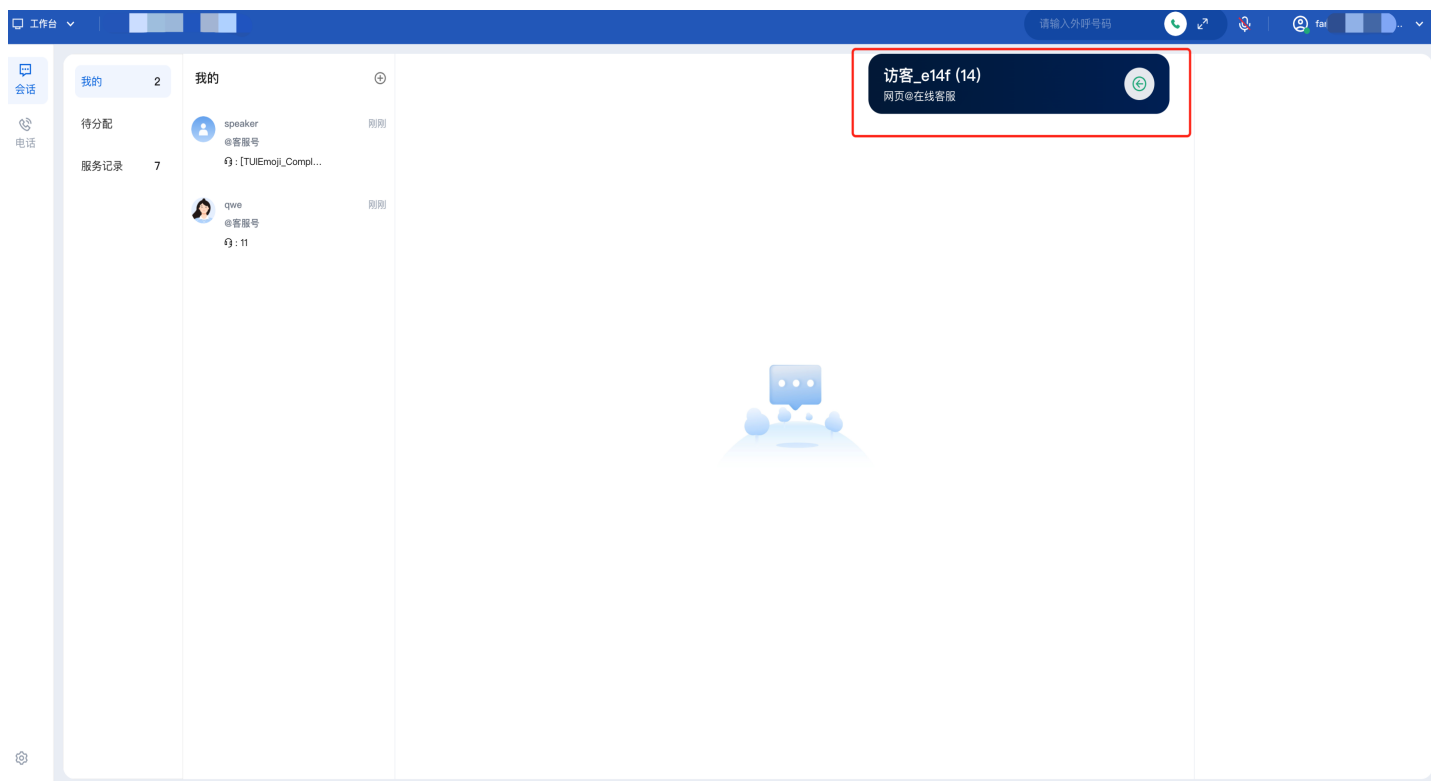 工作台
请输入外呼号码
会话
电话
我的 2
待分配
服务记录 7
我的
speaker 刚刚
@客服号
: [TUIEmoji_Compl...
qwe 刚刚
@客服号
: 11
访客_e14f (14)
网页@在线客服